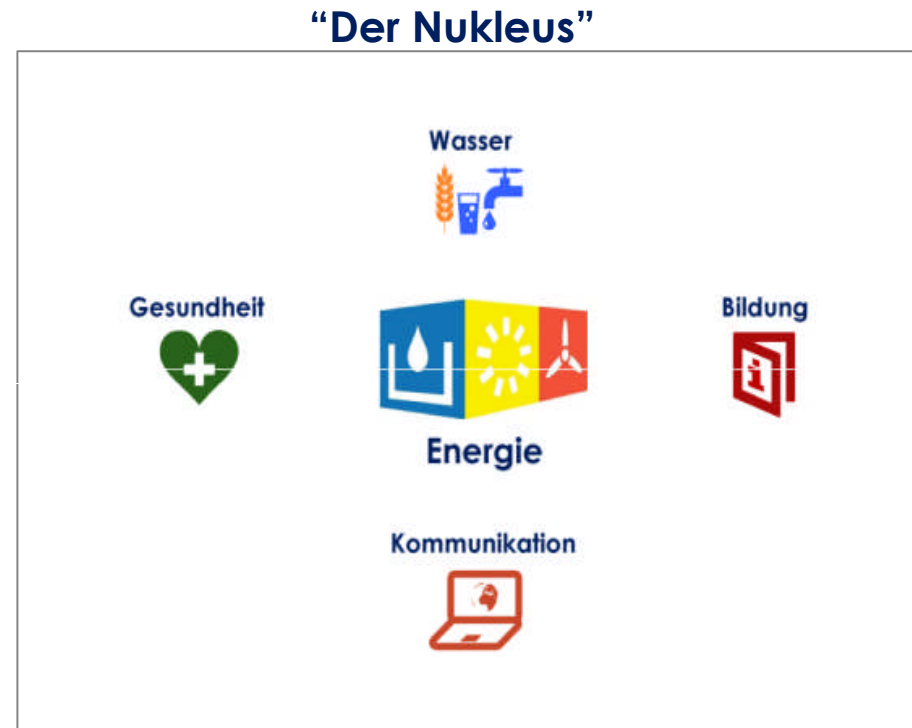 “Der Nukleus”
Wasser
Gesundheit
Bildung
i
Energie
Kommunikation